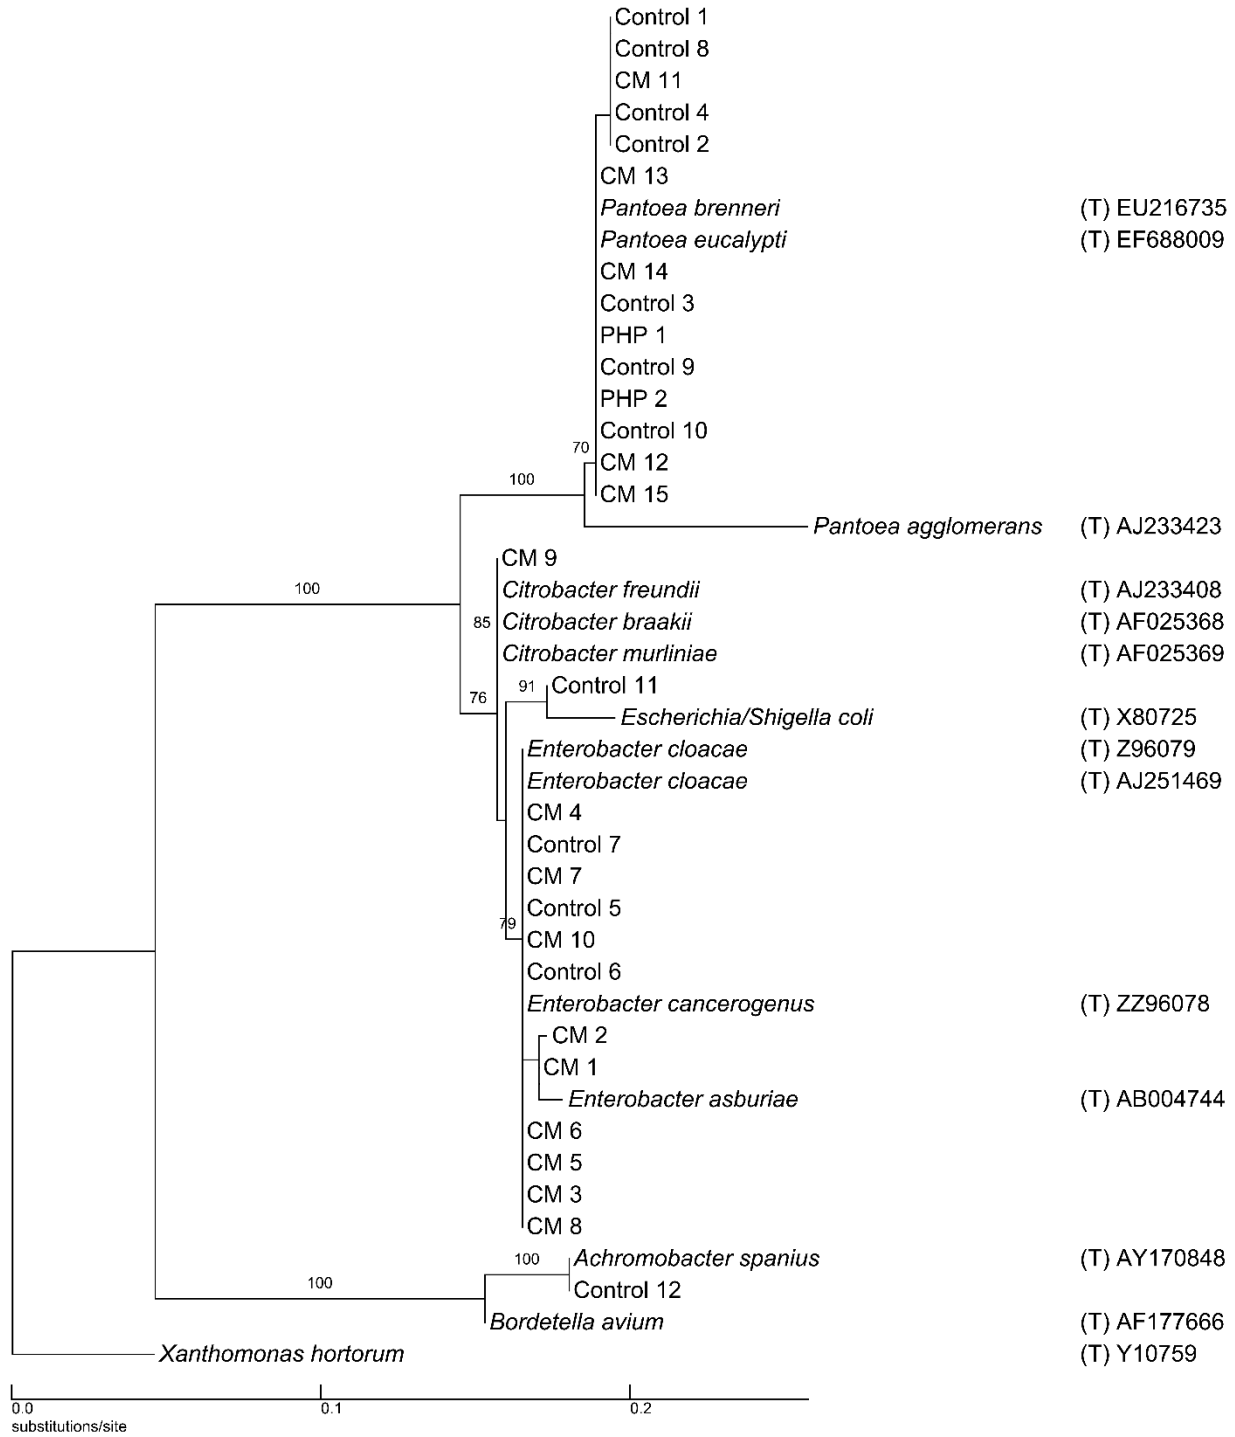 Control 1
Control 8
CM 11
Control 4
Control 2
CM 13
Pantoea brenneri (T) EU216735
Pantoea eucalypti (T) EF688009
CM 14
Control 3
PHP 1
Control 9
PHP 2
Control 10
70
CM 12
100
CM 15
Pantoea agglomerans (T) AJ233423
CM 9
100
Citrobacter freundii (T) AJ233408
85
Citrobacter braakii (T) AF025368
Citrobacter murliniae (T) AF025369
91
Control 11
76
Escherichia/Shigella coli (T) X80725
Enterobacter cloacae (T) Z96079
Enterobacter cloacae (T) AJ251469
CM 4
Control 7
CM 7
Control 5
79
CM 10
Control 6
Enterobacter cancerogenus (T) ZZ96078
CM 2
CM 1
Enterobacter asburiae (T) AB004744
CM 6
CM 5
CM 3
CM 8
100
Achromobacter spanius (T) AY170848
100
Control 12
Bordetella avium (T) AF177666
Xanthomonas hortorum (T) Y10759
0.0 0.1 0.2
substitutions/site